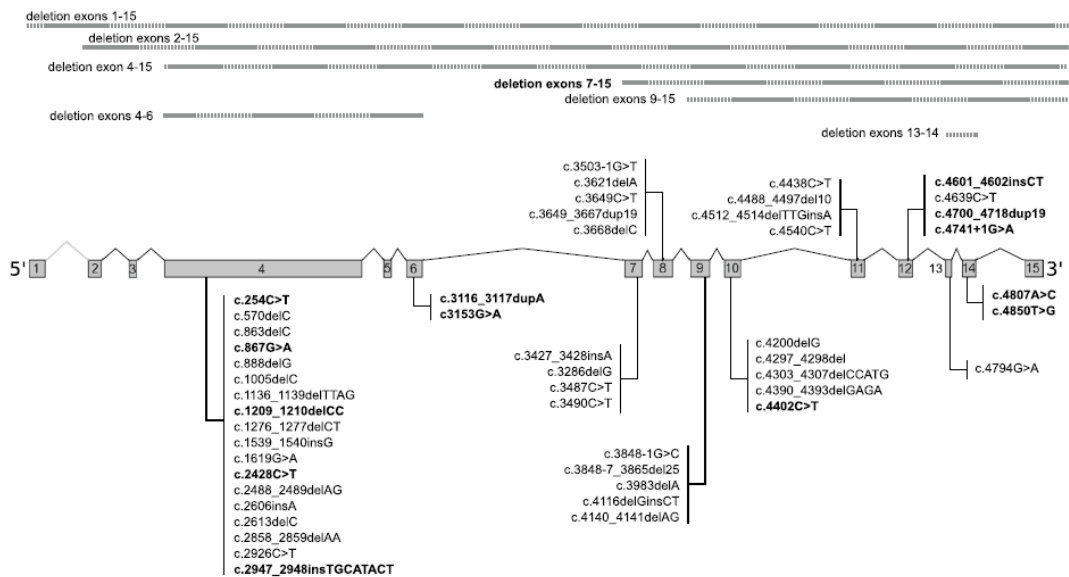 deletion exons 1-15
deletion exons 2-15
deletion exon 4-15
deletion exons 7-15
deletion exons 9-15
deletion exons 4-6
deletion exons 13-14
c.3503-1G>T
c.3621delA
c.3649C>T
c.3649_3667dup19
c.3668delC
c.4438C>T
c.4488_4497del10
c.4512_4514delTTGinsA
c.4540C>T
c.4601_4602insCT
c.4639C>T
c.4700_4718dup19
c.4741+1G>A
5' 1 2 3 4 5 6 7 8 9 10 11 12 13 14 15 3'
c.254C>T
c.570delC
c.863delC
c.867G>A
c.888delG
c.1005delC
c.1136_1139delTTAG
c.1209_1210delCC
c.1276_1277delCT
c.1539_1540insG
c.1619G>A
c.2428C>T
c.2488_2489delAG
c.2606insA
c.2613delC
c.2858_2859delAA
c.2926C>T
c.2947_2948insTGCATACT
c.3116_3117dupA
c3153G>A
c.3427_3428insA
c.3286delG
c.3487C>T
c.3490C>T
c.3848-1G>C
c.3848-7_3865del25
c.3983delA
c.4116delGinsCT
c.4140_4141delAG
c.4200delG
c.4297_4298del
c.4303_4307delCCATG
c.4390_4393delGAGA
c.4402C>T
c.4794G>A
c.4807A>C
c.4850T>G